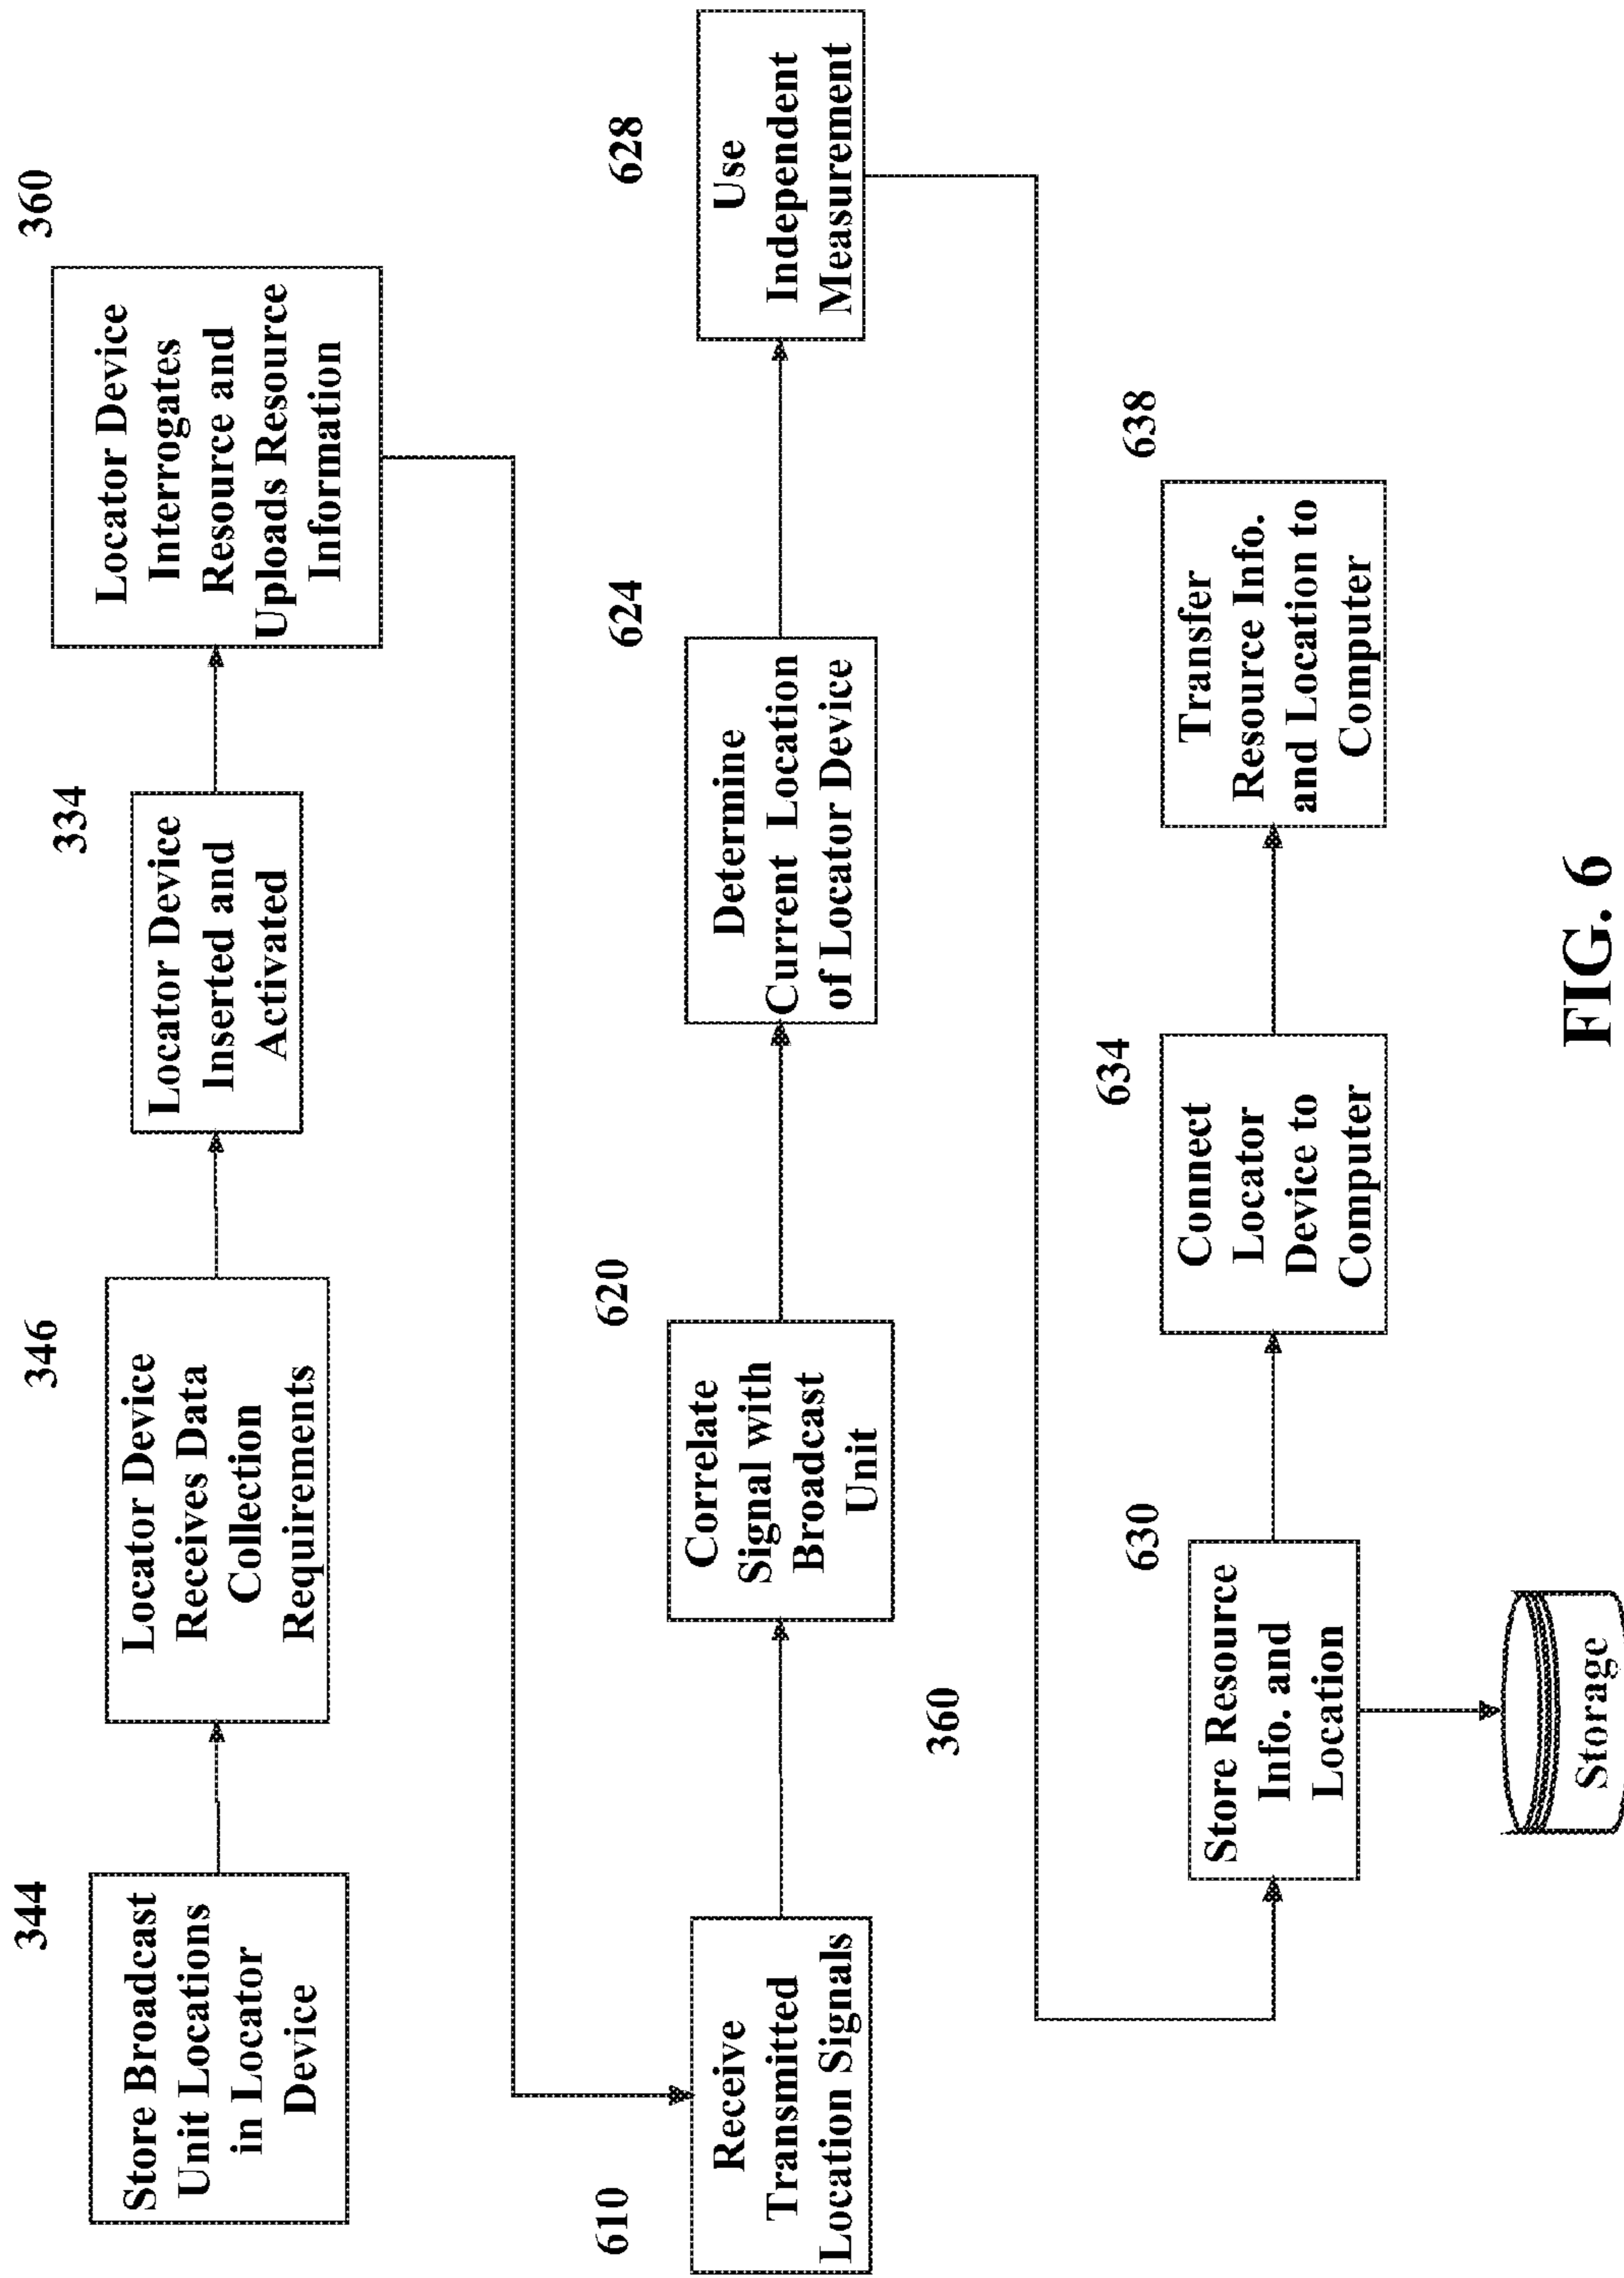 344
Store Broadcast
Unit Locations
in Locator
Device
346
Locator Device
Receives Data
Collection
Requirements
334
Locator Device
Inserted and
Activated
360
Locator Device
Interrogates
Resource and
Uploads Resource
Information
610
Receive
Transmitted
Location Signals
620
Correlate
Signal with
Broadcast
Unit
624
Determine
Current Location
of Locator Device
628
Use
Independent
Measurement
360
630
Store Resource
Info. and
Location
634
Connect
Locator
Device to
Computer
638
Transfer
Resource Info.
and Location to
Computer
Storage
FIG. 6